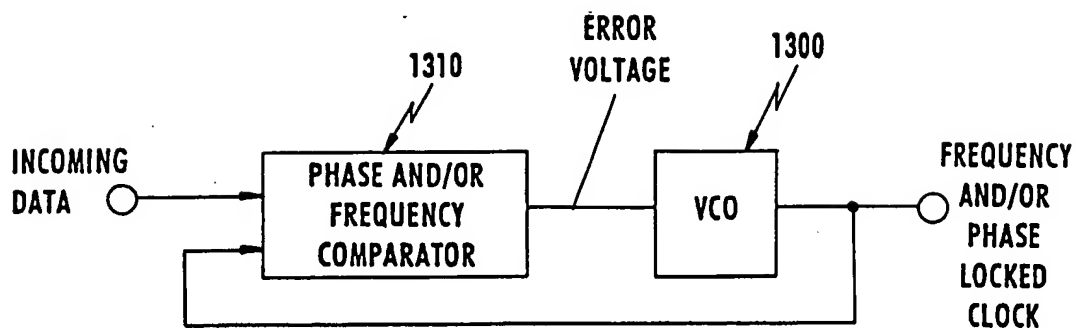 ERROR
VOLTAGE
1310
1300
INCOMING
DATA
PHASE AND/OR
FREQUENCY
COMPARATOR
VCO
FREQUENCY
AND/OR
PHASE
LOCKED
CLOCK